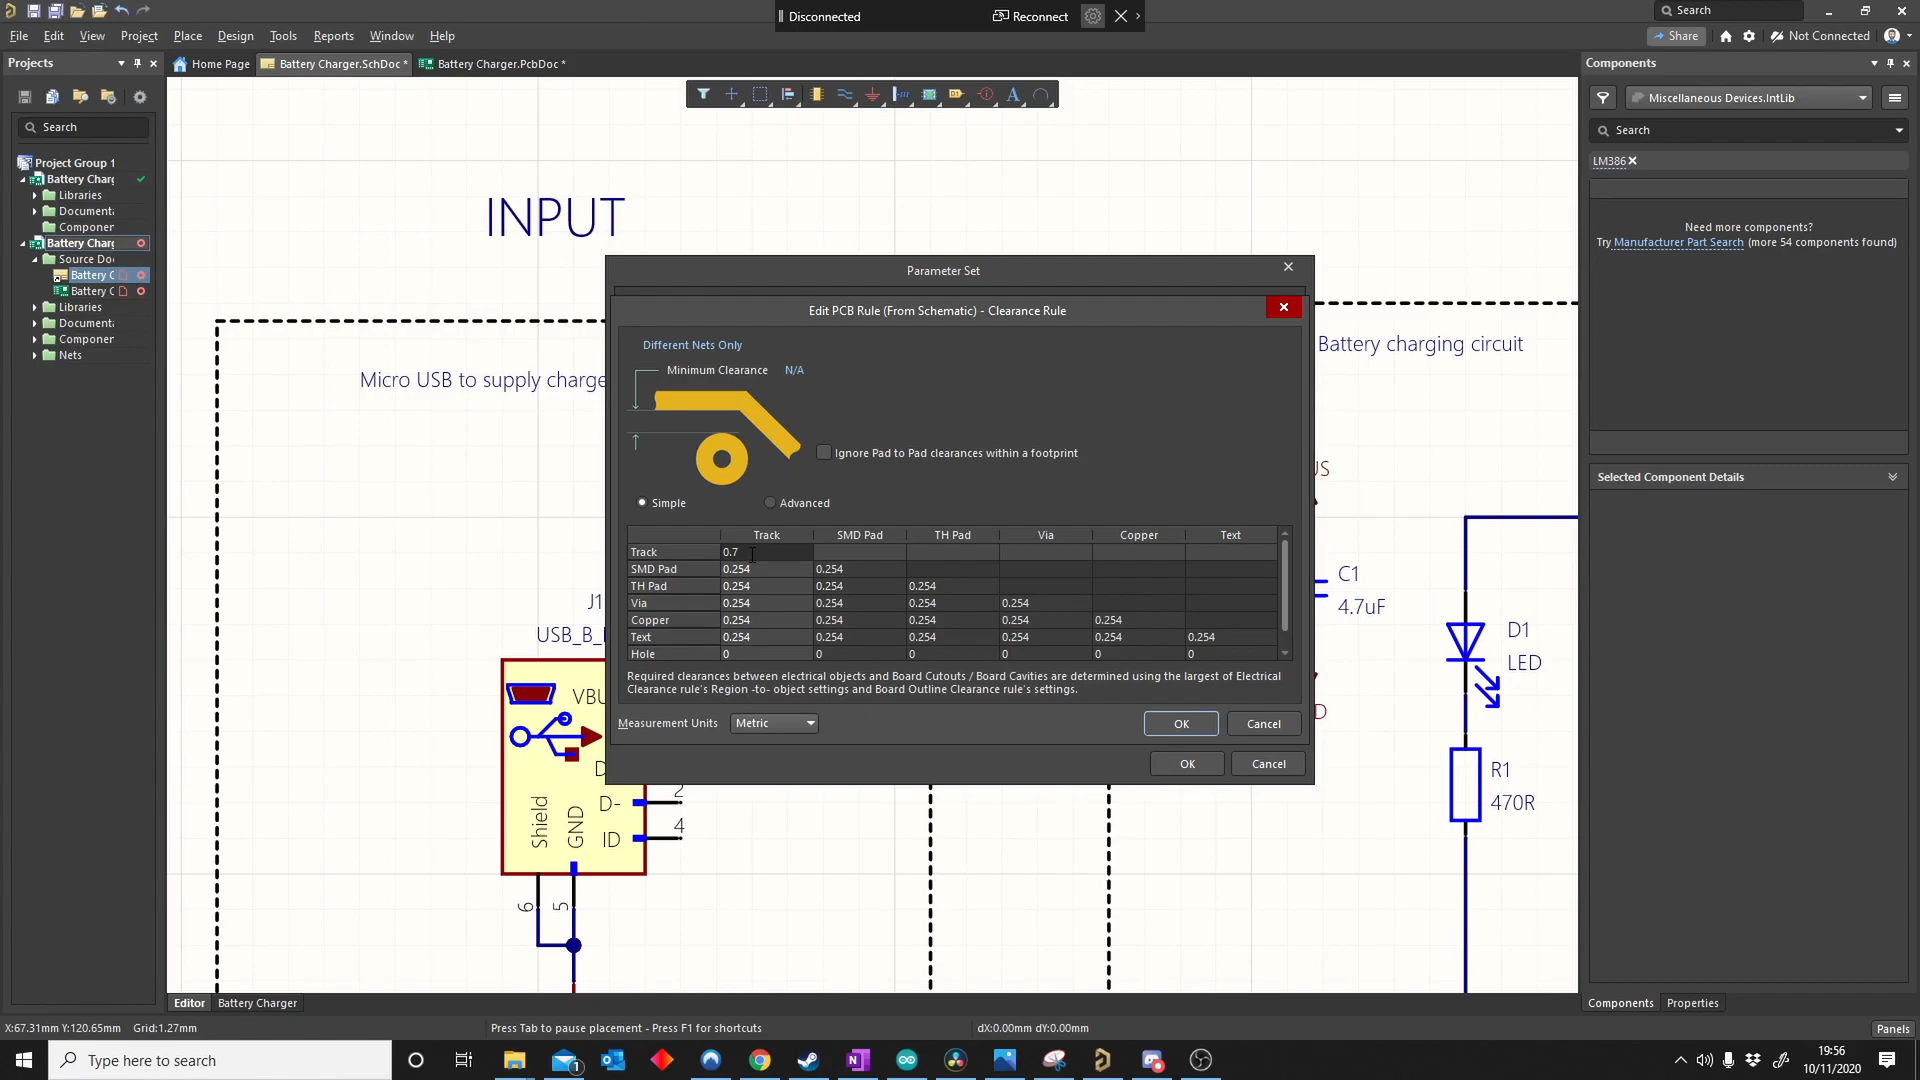 Disconnected
Reconnect
Search
File Edit View Project Place Design Tools Reports Window Help
Share
Not Connected
Projects
Home Page
Battery Charger.SchDoc *
Battery Charger.PcbDoc *
Components
Miscellaneous Devices.IntLib
Search
Search
LM386
Project Group 1
Battery Charg
Libraries
Documenta
Componer
Battery Charg
Source Do
Battery C
Battery C
Libraries
Documenta
Componer
Nets
Need more components?
Try Manufacturer Part Search (more 54 components found)
Selected Component Details
INPUT
Micro USB to supply charge
Battery charging circuit
Parameter Set
Edit PCB Rule (From Schematic) - Clearance Rule
Different Nets Only
Minimum Clearance N/A
Ignore Pad to Pad clearances within a footprint
Simple Advanced
Track SMD Pad TH Pad Via Copper Text
Track 0.7
SMD Pad 0.254 0.254
TH Pad 0.254 0.254 0.254
Via 0.254 0.254 0.254 0.254
Copper 0.254 0.254 0.254 0.254 0.254
Text 0.254 0.254 0.254 0.254 0.254 0.254
Hole 0 0 0 0 0 0
Required clearances between electrical objects and Board Cutouts / Board Cavities are determined using the largest of Electrical
Clearance rule's Region -to- object settings and Board Outline Clearance rule's settings.
Measurement Units Metric
OK Cancel
OK Cancel
J1
USB_B_
VBU
D
D-
ID
Shield
GND
2
4
6
5
US
D
C1
4.7uF
D1
LED
R1
470R
Editor Battery Charger
Components Properties
X:67.31mm Y:120.65mm Grid:1.27mm
Press Tab to pause placement - Press F1 for shortcuts
dX:0.00mm dY:0.00mm
Panels
Type here to search
1
19:56
10/11/2020